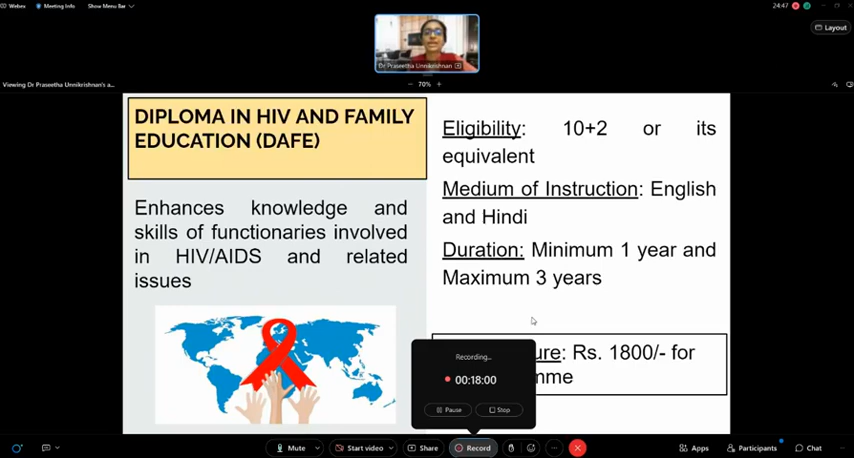 Webex
Meeting Info
Show Menu Bar
24:47
Layout
Dr Praseetha Unnikrishnan
Viewing Dr Praseetha Unnikrishnan's a...
70%
DIPLOMA IN HIV AND FAMILY
EDUCATION (DAFE)
Enhances knowledge and
skills of functionaries involved
in HIV/AIDS and related
issues
Eligibility: 10+2 or its
equivalent
Medium of Instruction: English
and Hindi
Duration: Minimum 1 year and
Maximum 3 years
ure: Rs. 1800/- for
mme
Recording...
00:18:00
Pause
Stop
Mute
Start video
Share
Record
Apps
Participants
Chat